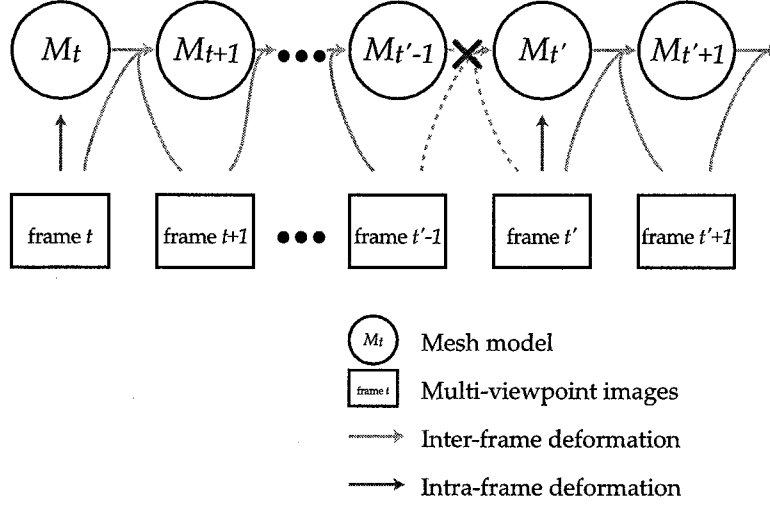 Mt Mt+1 Mt'-1 Mt' Mt'+1
frame t frame t+1 frame t'-1 frame t' frame t'+1
Mt Mesh model
frame t Multi-viewpoint images
Inter-frame deformation
Intra-frame deformation